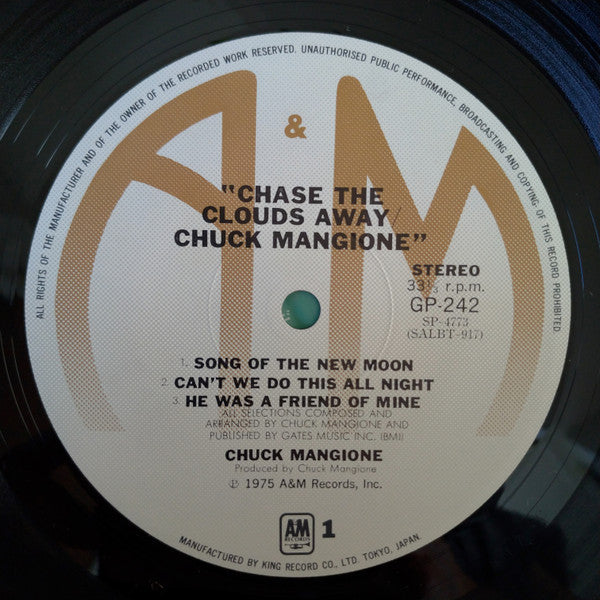 ALL RIGHTS OF THE MANUFACTURER AND OF THE OWNER OF THE RECORDED WORK RESERVED. UNAUTHORISED PUBLIC PERFORMANCE, BROADCASTING AND COPYING OF THIS RECORD PROHIBITED.
A & M
"CHASE THE
CLOUDS AWAY/
CHUCK MANGIONE"
STEREO
33⅓ r.p.m.
GP-242
SP-4773
(SALBT-917)
1. SONG OF THE NEW MOON
2. CAN'T WE DO THIS ALL NIGHT
3. HE WAS A FRIEND OF MINE
ALL SELECTIONS COMPOSED AND
ARRANGED BY CHUCK MANGIONE AND
PUBLISHED BY GATES MUSIC INC. (BMI)
CHUCK MANGIONE
Produced by Chuck Mangione
℗ 1975 A&M Records, Inc.
AM
RECORDS
1
MANUFACTURED BY KING RECORD CO., LTD. TOKYO, JAPAN.